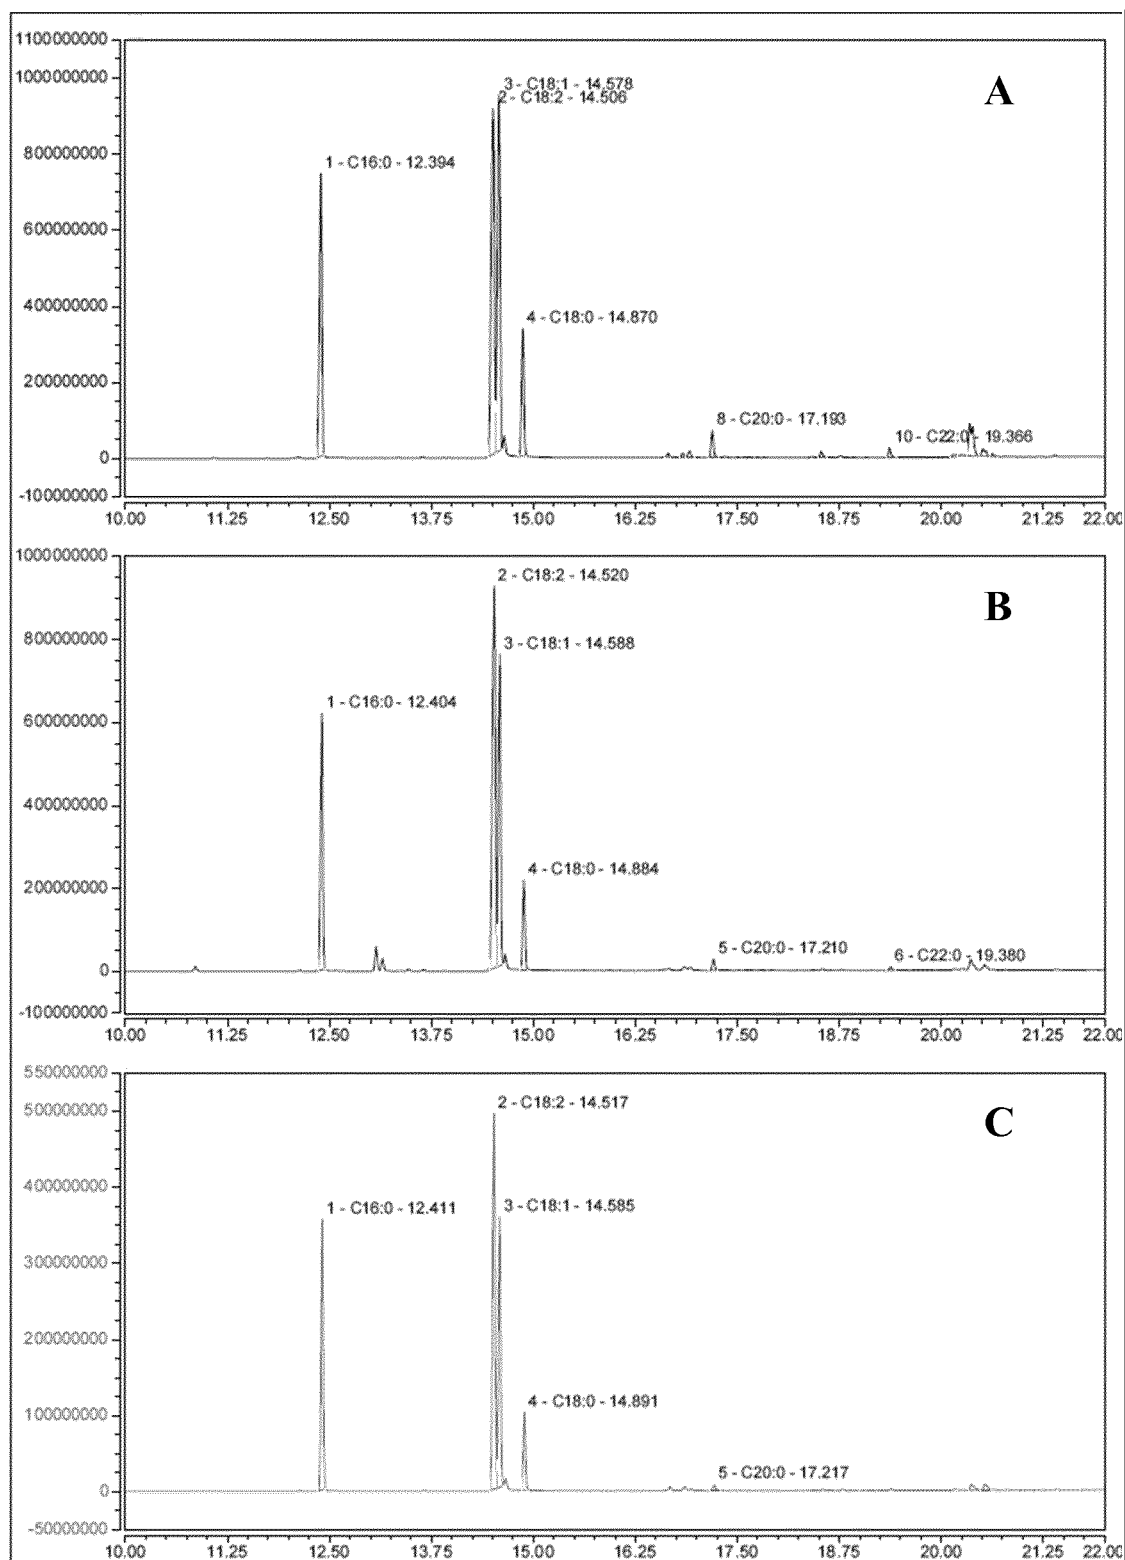 1100000000
1000000000
800000000
600000000
400000000
200000000
0
-100000000
A
3 - C18:1 - 14.578
2 - C18:2 - 14.506
1 - C16:0 - 12.394
4 - C18:0 - 14.870
8 - C20:0 - 17.193
10 - C22:0 - 19.366
10.00 11.25 12.50 13.75 15.00 16.25 17.50 18.75 20.00 21.25 22.00
1000000000
800000000
600000000
400000000
200000000
0
-100000000
B
2 - C18:2 - 14.520
3 - C18:1 - 14.588
1 - C16:0 - 12.404
4 - C18:0 - 14.884
5 - C20:0 - 17.210
6 - C22:0 - 19.380
10.00 11.25 12.50 13.75 15.00 16.25 17.50 18.75 20.00 21.25 22.00
550000000
500000000
400000000
300000000
200000000
100000000
0
-50000000
C
2 - C18:2 - 14.517
1 - C16:0 - 12.411
3 - C18:1 - 14.585
4 - C18:0 - 14.891
5 - C20:0 - 17.217
10.00 11.25 12.50 13.75 15.00 16.25 17.50 18.75 20.00 21.25 22.00